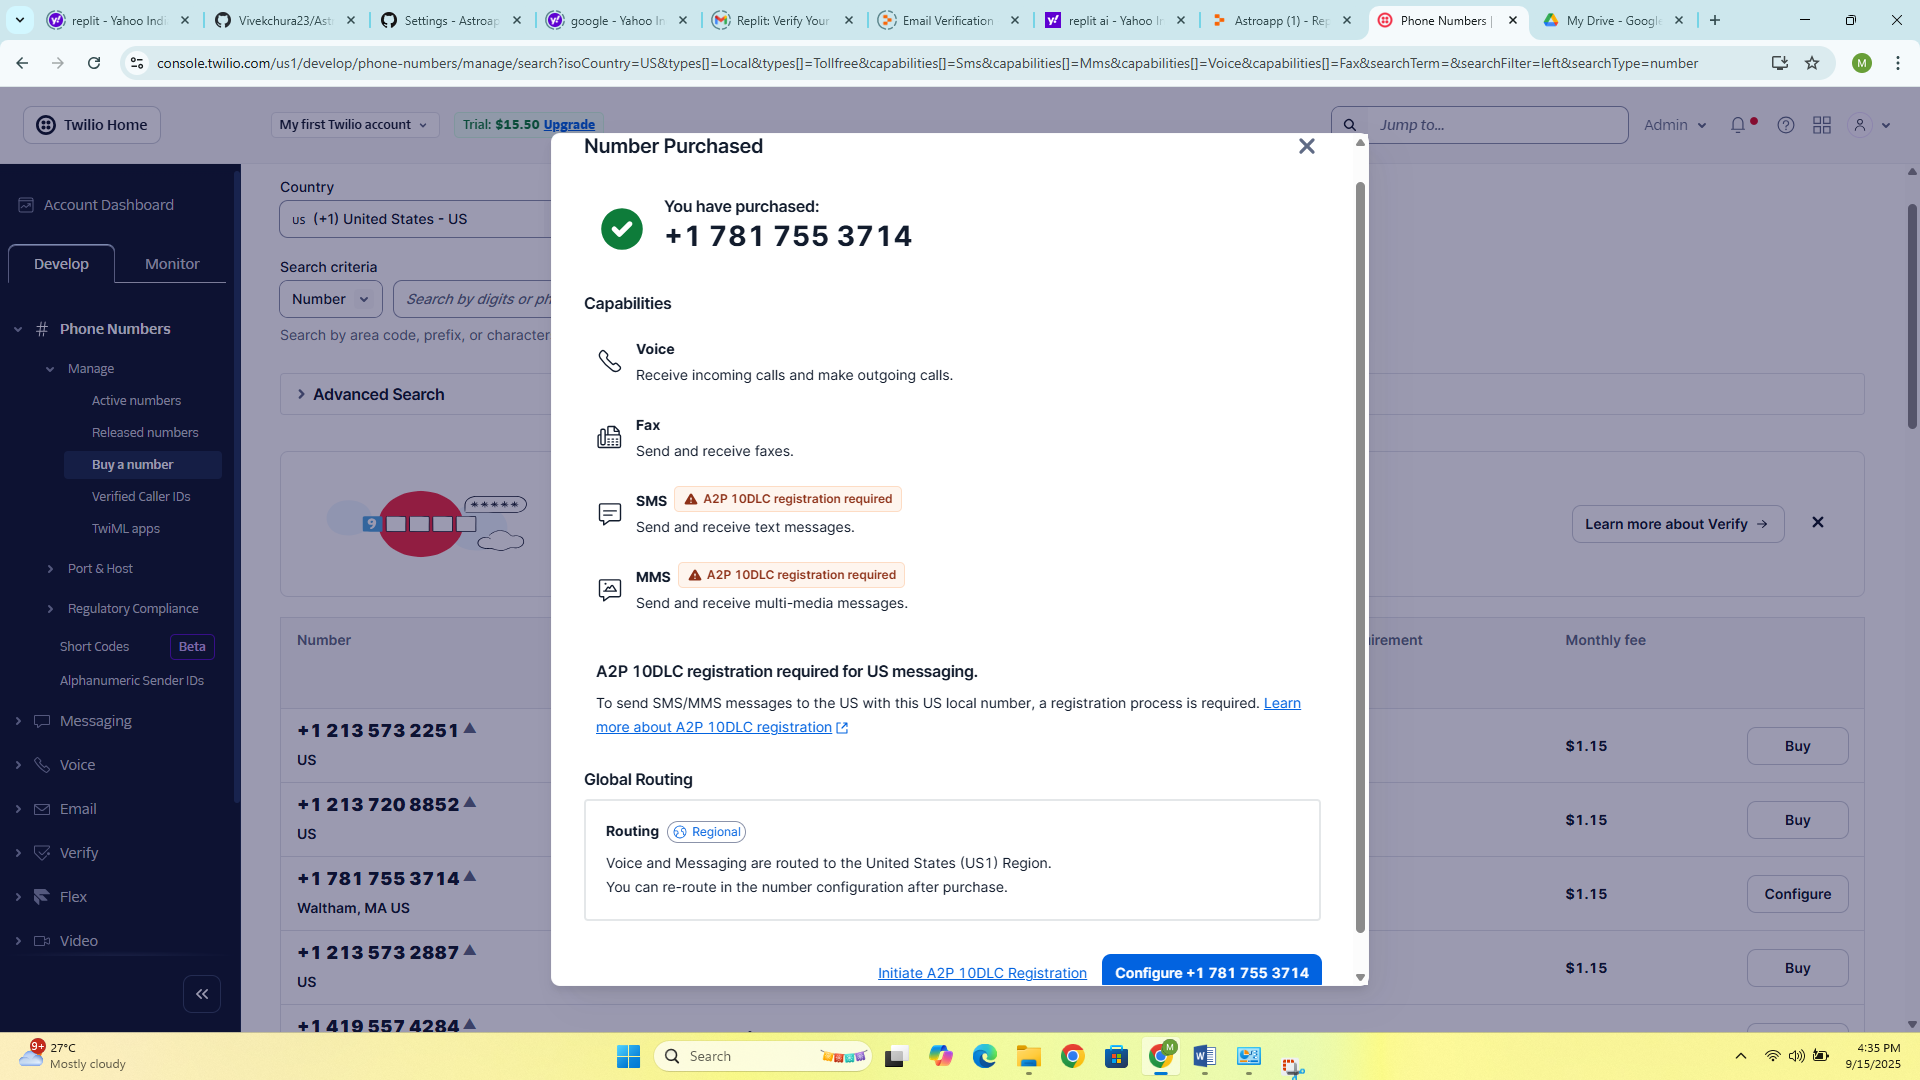 replit - Yahoo Indi
Vivekchura23/Ast
Settings - Astroap
google - Yahoo In
Replit: Verify Your
Email Verification
replit ai - Yahoo In
Astroapp (1) - Rep
Phone Numbers |
My Drive - Google
console.twilio.com/us1/develop/phone-numbers/manage/search?isoCountry=US&types[]=Local&types[]=Tollfree&capabilities[]=Sms&capabilities[]=Mms&capabilities[]=Voice&capabilities[]=Fax&searchTerm=&searchFilter=left&searchType=number
M
Twilio Home
My first Twilio account
Trial: $15.50 Upgrade
Jump to...
Admin
Account Dashboard
Develop
Monitor
# Phone Numbers
Manage
Active numbers
Released numbers
Buy a number
Verified Caller IDs
TwiML apps
Port & Host
Regulatory Compliance
Short Codes
Beta
Alphanumeric Sender IDs
Messaging
Voice
Email
Verify
Flex
Video
Country
US (+1) United States - US
Search criteria
Number
Search by digits or ph
Search by area code, prefix, or character
Advanced Search
9
*****
Learn more about Verify →
Number
irement
Monthly fee
+1 213 573 2251
US
$1.15
Buy
+1 213 720 8852
US
$1.15
Buy
+1 781 755 3714
Waltham, MA US
$1.15
Configure
+1 213 573 2887
US
$1.15
Buy
+1 419 557 4284
Number Purchased
You have purchased:
+1 781 755 3714
Capabilities
Voice
Receive incoming calls and make outgoing calls.
Fax
Send and receive faxes.
SMS A2P 10DLC registration required
Send and receive text messages.
MMS A2P 10DLC registration required
Send and receive multi-media messages.
A2P 10DLC registration required for US messaging.
To send SMS/MMS messages to the US with this US local number, a registration process is required. Learn
more about A2P 10DLC registration
Global Routing
Routing Regional
Voice and Messaging are routed to the United States (US1) Region.
You can re-route in the number configuration after purchase.
Initiate A2P 10DLC Registration
Configure +1 781 755 3714
9+
27°C
Mostly cloudy
Search
M
4:35 PM
9/15/2025